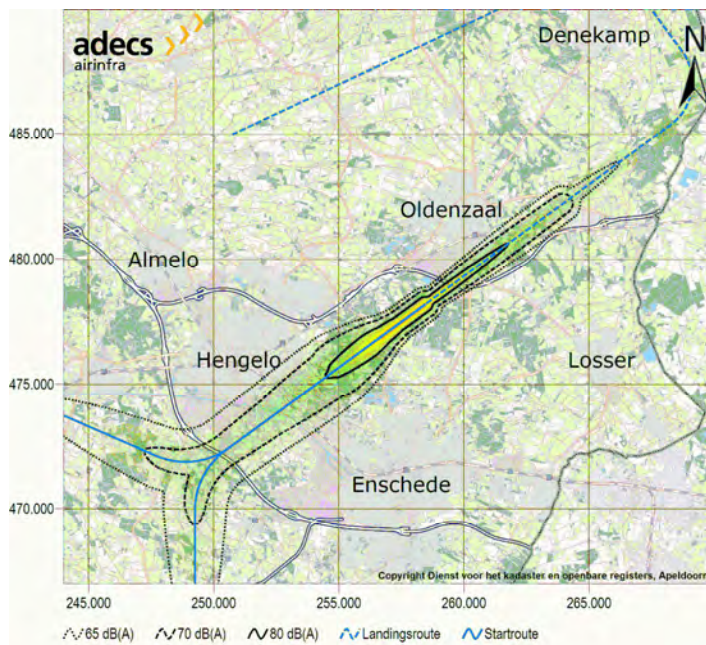 adecs
airinfra
Denekamp
N
485.000
Oldenzaal
480.000
Almelo
Hengelo
Losser
475.000
Enschede
470.000
Copyright Dienst voor het kadaster en openbare registers, Apeldoorn
245.000 250.000 255.000 260.000 265.000
65 dB(A) 70 dB(A) 80 dB(A) Landingsroute Startroute